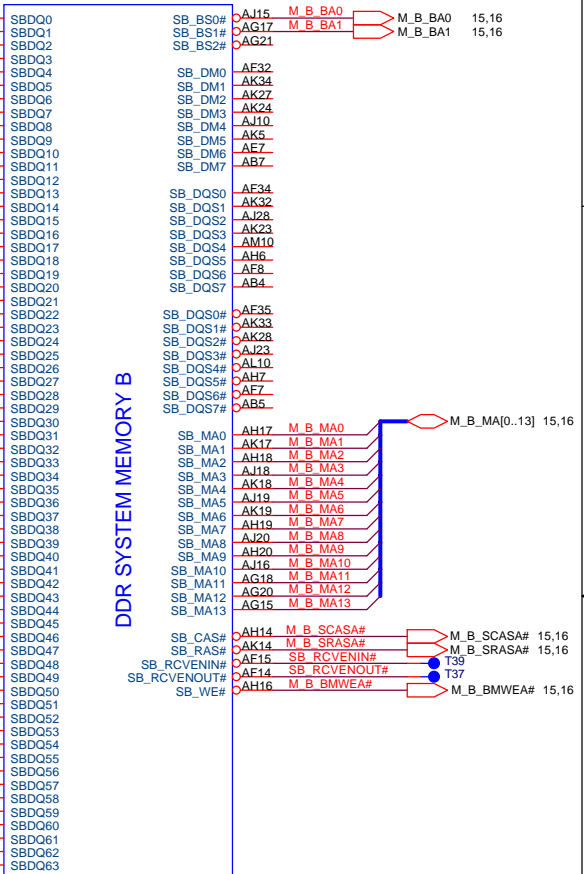 SBDQ0 SB_BS0# AJ15 M_B_BA0 M_B_BA0 15,16
SBDQ1 SB_BS1# AG17 M_B_BA1 M_B_BA1 15,16
SBDQ2 SB_BS2# AG21
SBDQ3
SBDQ4 SB_DM0 AF32
SBDQ5 SB_DM1 AK34
SBDQ6 SB_DM2 AK27
SBDQ7 SB_DM3 AK24
SBDQ8 SB_DM4 AJ10
SBDQ9 SB_DM5 AK5
SBDQ10 SB_DM6 AE7
SBDQ11 SB_DM7 AB7
SBDQ12
SBDQ13 SB_DQS0 AF34
SBDQ14 SB_DQS1 AK32
SBDQ15 SB_DQS2 AJ28
SBDQ16 SB_DQS3 AK23
SBDQ17 SB_DQS4 AM10
SBDQ18 SB_DQS5 AH6
SBDQ19 SB_DQS6 AF8
SBDQ20 SB_DQS7 AB4
SBDQ21
SBDQ22 SB_DQS0# AF35
SBDQ23 SB_DQS1# AK33
SBDQ24 SB_DQS2# AK28
SBDQ25 SB_DQS3# AJ23
SBDQ26 SB_DQS4# AL10
SBDQ27 SB_DQS5# AH7
SBDQ28 SB_DQS6# AF7
SBDQ29 SB_DQS7# AB5
SBDQ30 M_B_MA[0..13] 15,16
SBDQ31 SB_MA0 AH17 M_B_MA0
SBDQ32 SB_MA1 AK17 M_B_MA1
SBDQ33 SB_MA2 AH18 M_B_MA2
SBDQ34 SB_MA3 AJ18 M_B_MA3
SBDQ35 SB_MA4 AK18 M_B_MA4
SBDQ36 SB_MA5 AJ19 M_B_MA5
SBDQ37 SB_MA6 AK19 M_B_MA6
SBDQ38 SB_MA7 AH19 M_B_MA7
SBDQ39 SB_MA8 AJ20 M_B_MA8
SBDQ40 SB_MA9 AH20 M_B_MA9
SBDQ41 SB_MA10 AJ16 M_B_MA10
SBDQ42 SB_MA11 AG18 M_B_MA11
SBDQ43 SB_MA12 AG20 M_B_MA12
SBDQ44 SB_MA13 AG15 M_B_MA13
SBDQ45
SBDQ46 SB_CAS# AH14 M_B_SCASA# M_B_SCASA# 15,16
SBDQ47 SB_RAS# AK14 M_B_SRASA# M_B_SRASA# 15,16
SBDQ48 SB_RCVENIN# AF15 SB_RCVENIN# T39
SBDQ49 SB_RCVENOUT# AF14 SB_RCVENOUT# T37
SBDQ50 SB_WE# AH16 M_B_BMWEA# M_B_BMWEA# 15,16
SBDQ51
SBDQ52
SBDQ53
SBDQ54
SBDQ55
SBDQ56
SBDQ57
SBDQ58
SBDQ59
SBDQ60
SBDQ61
SBDQ62
SBDQ63
DDR SYSTEM MEMORY B